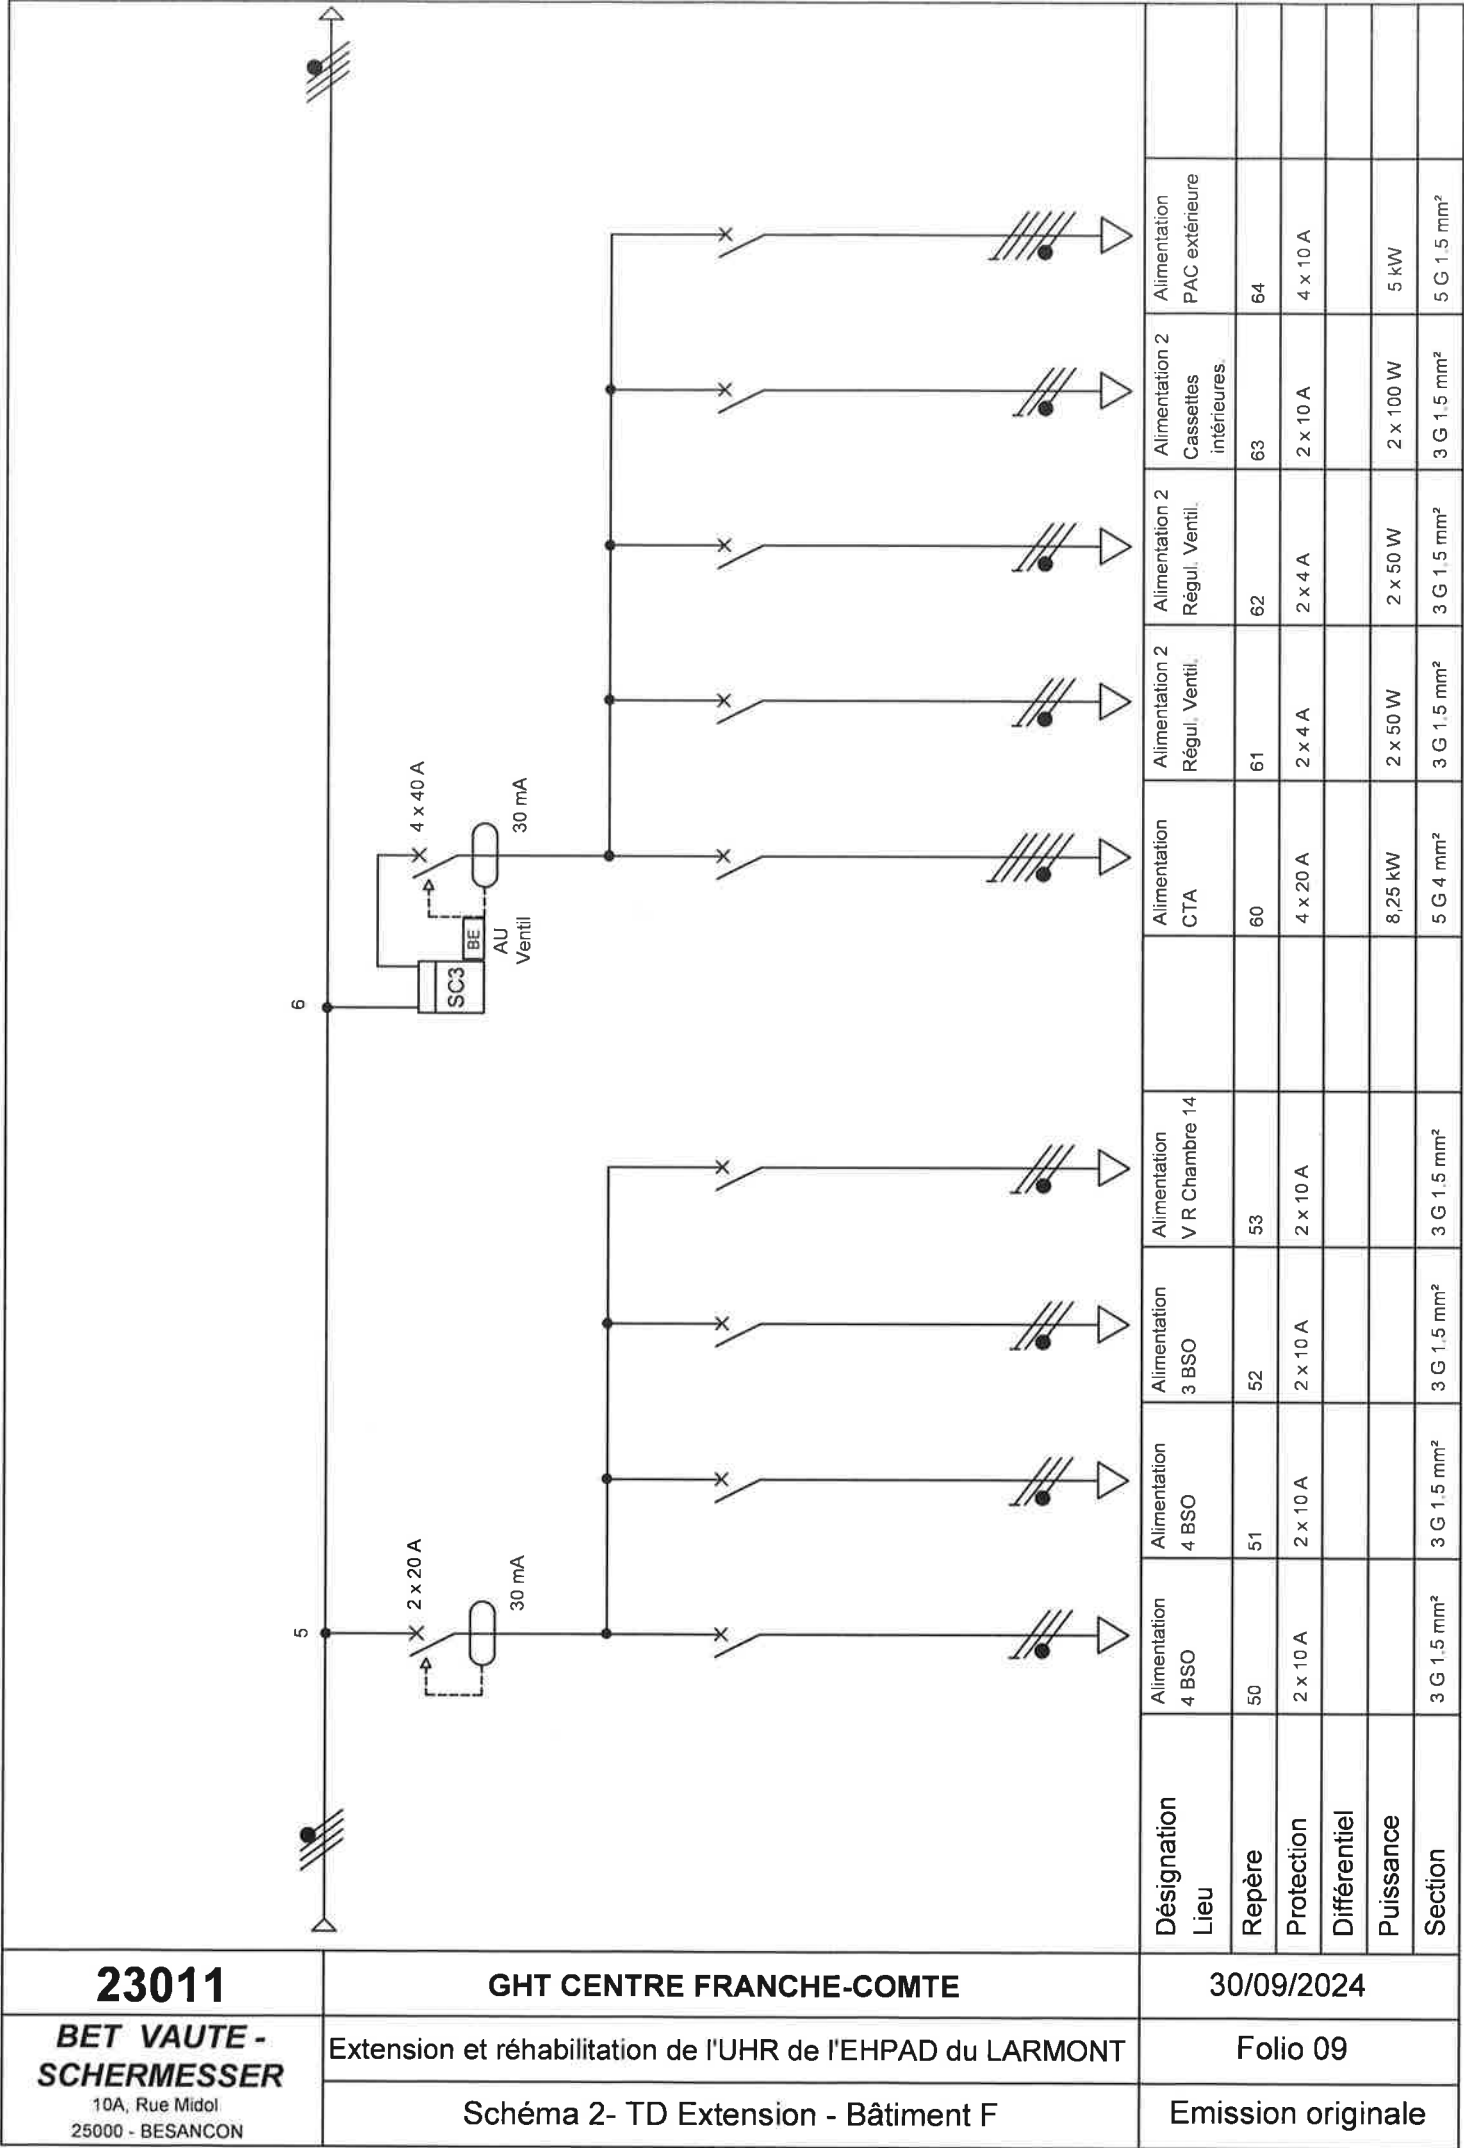 5
2 x 20 A
30 mA
6
SC3
BE
AU
Ventil
4 x 40 A
30 mA
Désignation
Lieu
Alimentation
4 BSO
Alimentation
4 BSO
Alimentation
3 BSO
Alimentation
V R Chambre 14
Alimentation
CTA
Alimentation 2
Régul. Ventil.
Alimentation 2
Régul. Ventil.
Alimentation 2
Cassettes
intérieures.
Alimentation
PAC extérieure
Repère
50
51
52
53
60
61
62
63
64
Protection
2 x 10 A
2 x 10 A
2 x 10 A
2 x 10 A
4 x 20 A
2 x 4 A
2 x 4 A
2 x 10 A
4 x 10 A
Différentiel
Puissance
8,25 kW
2 x 50 W
2 x 50 W
2 x 100 W
5 kW
Section
3 G 1.5 mm²
3 G 1.5 mm²
3 G 1.5 mm²
3 G 1.5 mm²
5 G 4 mm²
3 G 1.5 mm²
3 G 1.5 mm²
3 G 1.5 mm²
5 G 1.5 mm²
23011
BET VAUTE -
SCHERMESSER
10A, Rue Midol
25000 - BESANCON
GHT CENTRE FRANCHE-COMTE
Extension et réhabilitation de l'UHR de l'EHPAD du LARMONT
Schéma 2- TD Extension - Bâtiment F
30/09/2024
Folio 09
Emission originale